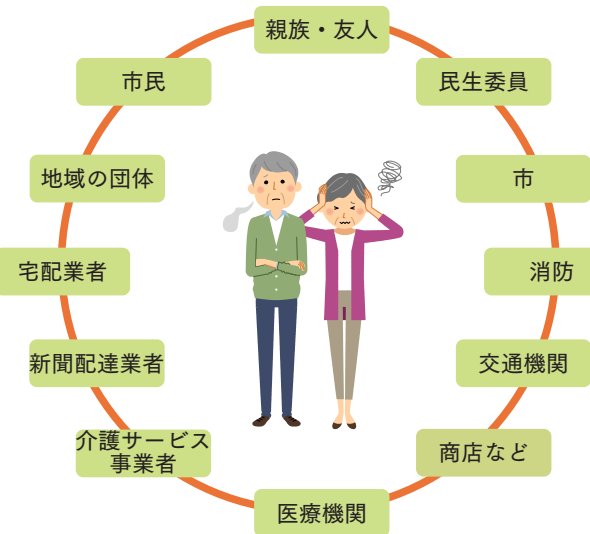 親族・友人
民生委員
市
消防
交通機関
商店など
医療機関
介護サービス
事業者
新聞配達業者
宅配業者
地域の団体
市民